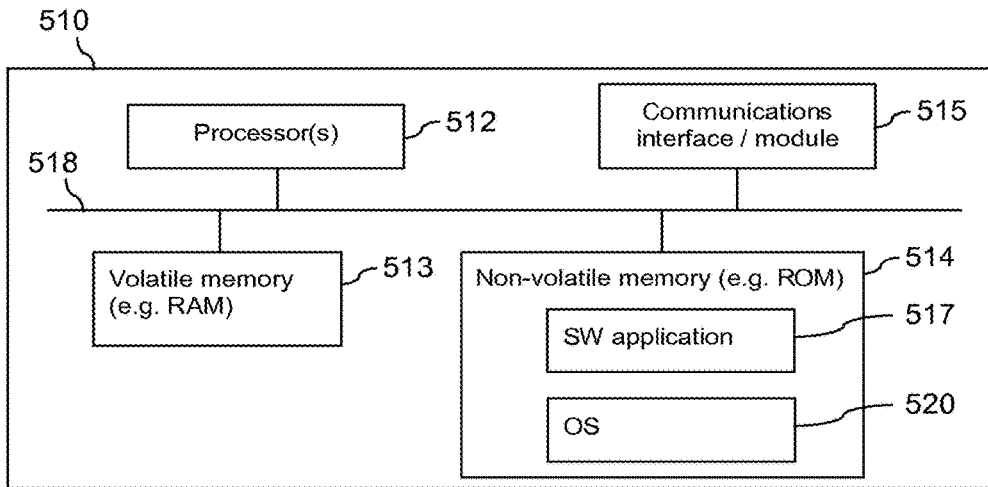 510
Processor(s)
512
Communications
interface / module
515
518
Volatile memory
(e.g. RAM)
513
Non-volatile memory (e.g. ROM)
514
SW application
517
OS
520